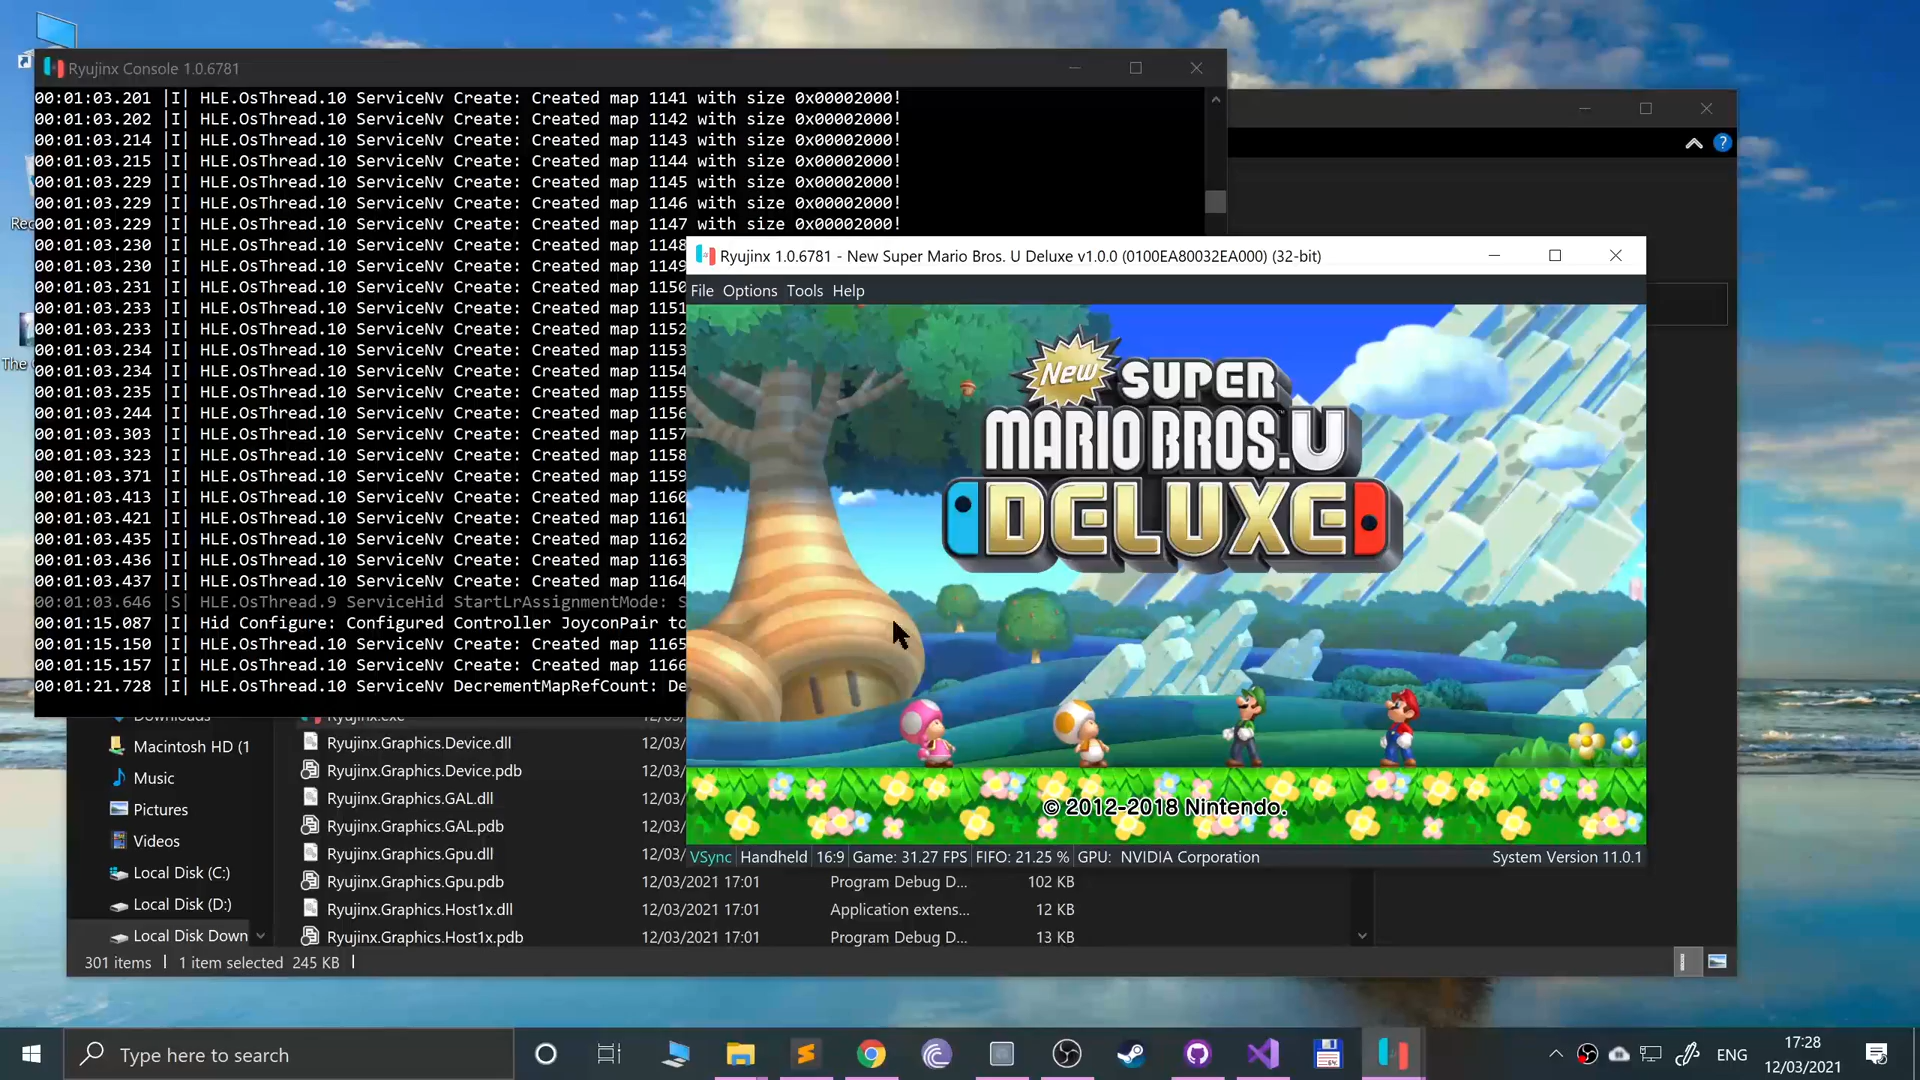 Ryujinx Console 1.0.6781
00:01:03.201 |I| HLE.OsThread.10 ServiceNv Create: Created map 1141 with size 0x00002000!
00:01:03.202 |I| HLE.OsThread.10 ServiceNv Create: Created map 1142 with size 0x00002000!
00:01:03.214 |I| HLE.OsThread.10 ServiceNv Create: Created map 1143 with size 0x00002000!
00:01:03.215 |I| HLE.OsThread.10 ServiceNv Create: Created map 1144 with size 0x00002000!
00:01:03.229 |I| HLE.OsThread.10 ServiceNv Create: Created map 1145 with size 0x00002000!
00:01:03.229 |I| HLE.OsThread.10 ServiceNv Create: Created map 1146 with size 0x00002000!
00:01:03.229 |I| HLE.OsThread.10 ServiceNv Create: Created map 1147 with size 0x00002000!
00:01:03.230 |I| HLE.OsThread.10 ServiceNv Create: Created map 1148
00:01:03.230 |I| HLE.OsThread.10 ServiceNv Create: Created map 1149
00:01:03.231 |I| HLE.OsThread.10 ServiceNv Create: Created map 1150
00:01:03.233 |I| HLE.OsThread.10 ServiceNv Create: Created map 1151
00:01:03.233 |I| HLE.OsThread.10 ServiceNv Create: Created map 1152
00:01:03.234 |I| HLE.OsThread.10 ServiceNv Create: Created map 1153
00:01:03.234 |I| HLE.OsThread.10 ServiceNv Create: Created map 1154
00:01:03.235 |I| HLE.OsThread.10 ServiceNv Create: Created map 1155
00:01:03.244 |I| HLE.OsThread.10 ServiceNv Create: Created map 1156
00:01:03.303 |I| HLE.OsThread.10 ServiceNv Create: Created map 1157
00:01:03.323 |I| HLE.OsThread.10 ServiceNv Create: Created map 1158
00:01:03.371 |I| HLE.OsThread.10 ServiceNv Create: Created map 1159
00:01:03.413 |I| HLE.OsThread.10 ServiceNv Create: Created map 1160
00:01:03.421 |I| HLE.OsThread.10 ServiceNv Create: Created map 1161
00:01:03.435 |I| HLE.OsThread.10 ServiceNv Create: Created map 1162
00:01:03.436 |I| HLE.OsThread.10 ServiceNv Create: Created map 1163
00:01:03.437 |I| HLE.OsThread.10 ServiceNv Create: Created map 1164
00:01:03.646 |S| HLE.OsThread.9 ServiceHid StartLrAssignmentMode: S
00:01:15.087 |I| Hid Configure: Configured Controller JoyconPair to
00:01:15.150 |I| HLE.OsThread.10 ServiceNv Create: Created map 1165
00:01:15.157 |I| HLE.OsThread.10 ServiceNv Create: Created map 1166
00:01:21.728 |I| HLE.OsThread.10 ServiceNv DecrementMapRefCount: De
Ryujinx 1.0.6781 - New Super Mario Bros. U Deluxe v1.0.0 (0100EA80032EA000) (32-bit)
File Options Tools Help
New SUPER
MARIO BROS. U
DELUXE
© 2012-2018 Nintendo.
VSync Handheld 16:9 Game: 31.27 FPS FIFO: 21.25 % GPU: NVIDIA Corporation System Version 11.0.1
Rec
The
Downloads
Macintosh HD (1
Music
Pictures
Videos
Local Disk (C:)
Local Disk (D:)
Local Disk Down
Ryujinx.exe 12/03/
Ryujinx.Graphics.Device.dll 12/03/
Ryujinx.Graphics.Device.pdb 12/03/
Ryujinx.Graphics.GAL.dll 12/03/
Ryujinx.Graphics.GAL.pdb 12/03/
Ryujinx.Graphics.Gpu.dll 12/03/
Ryujinx.Graphics.Gpu.pdb 12/03/2021 17:01 Program Debug D... 102 KB
Ryujinx.Graphics.Host1x.dll 12/03/2021 17:01 Application extens... 12 KB
Ryujinx.Graphics.Host1x.pdb 12/03/2021 17:01 Program Debug D... 13 KB
301 items 1 item selected 245 KB
Type here to search
ENG
17:28
12/03/2021